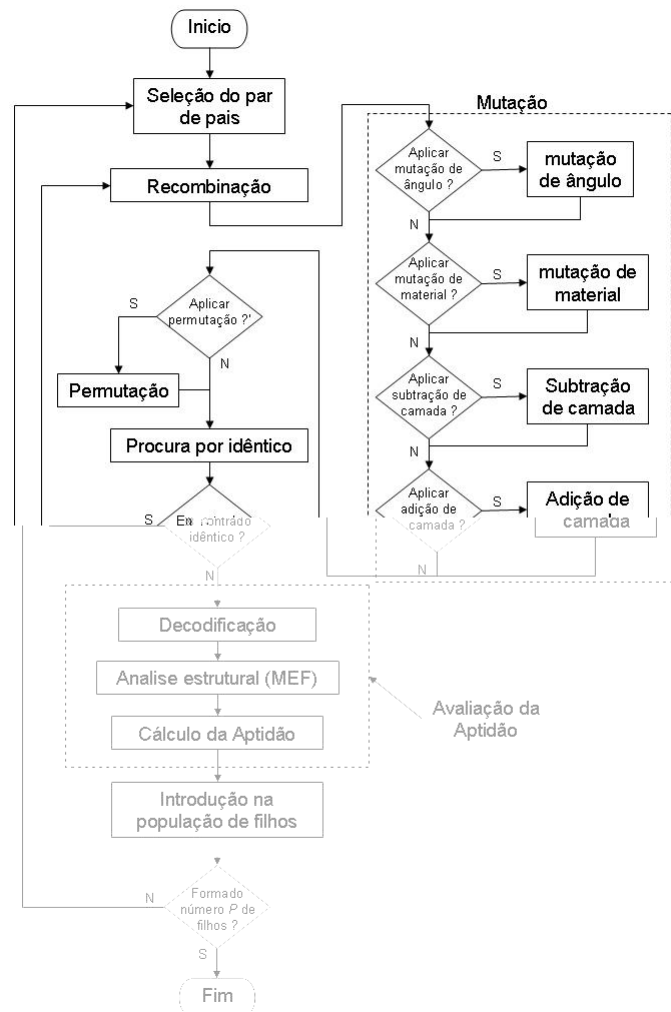 Inicio
Seleção do par
de pais
Recombinação
Mutação
Aplicar
mutação de
ângulo ?
S
mutação
de ângulo
N
Aplicar
mutação de
material ?
S
mutação de
material
N
Aplicar
subtração de
camada ?
S
Subtração
de camada
N
Aplicar
adição de
camada ?
S
Adição de
camada
N
Aplicar
permutação ?'
S
N
Permutação
Procura por idêntico
S
idêntico ?
N
Decodificação
Analise estrutural (MEF)
Cálculo da Aptidão
Avaliação da
Aptidão
Introdução na
população de filhos
Formado
número P de
filhos ?
N
S
Fim